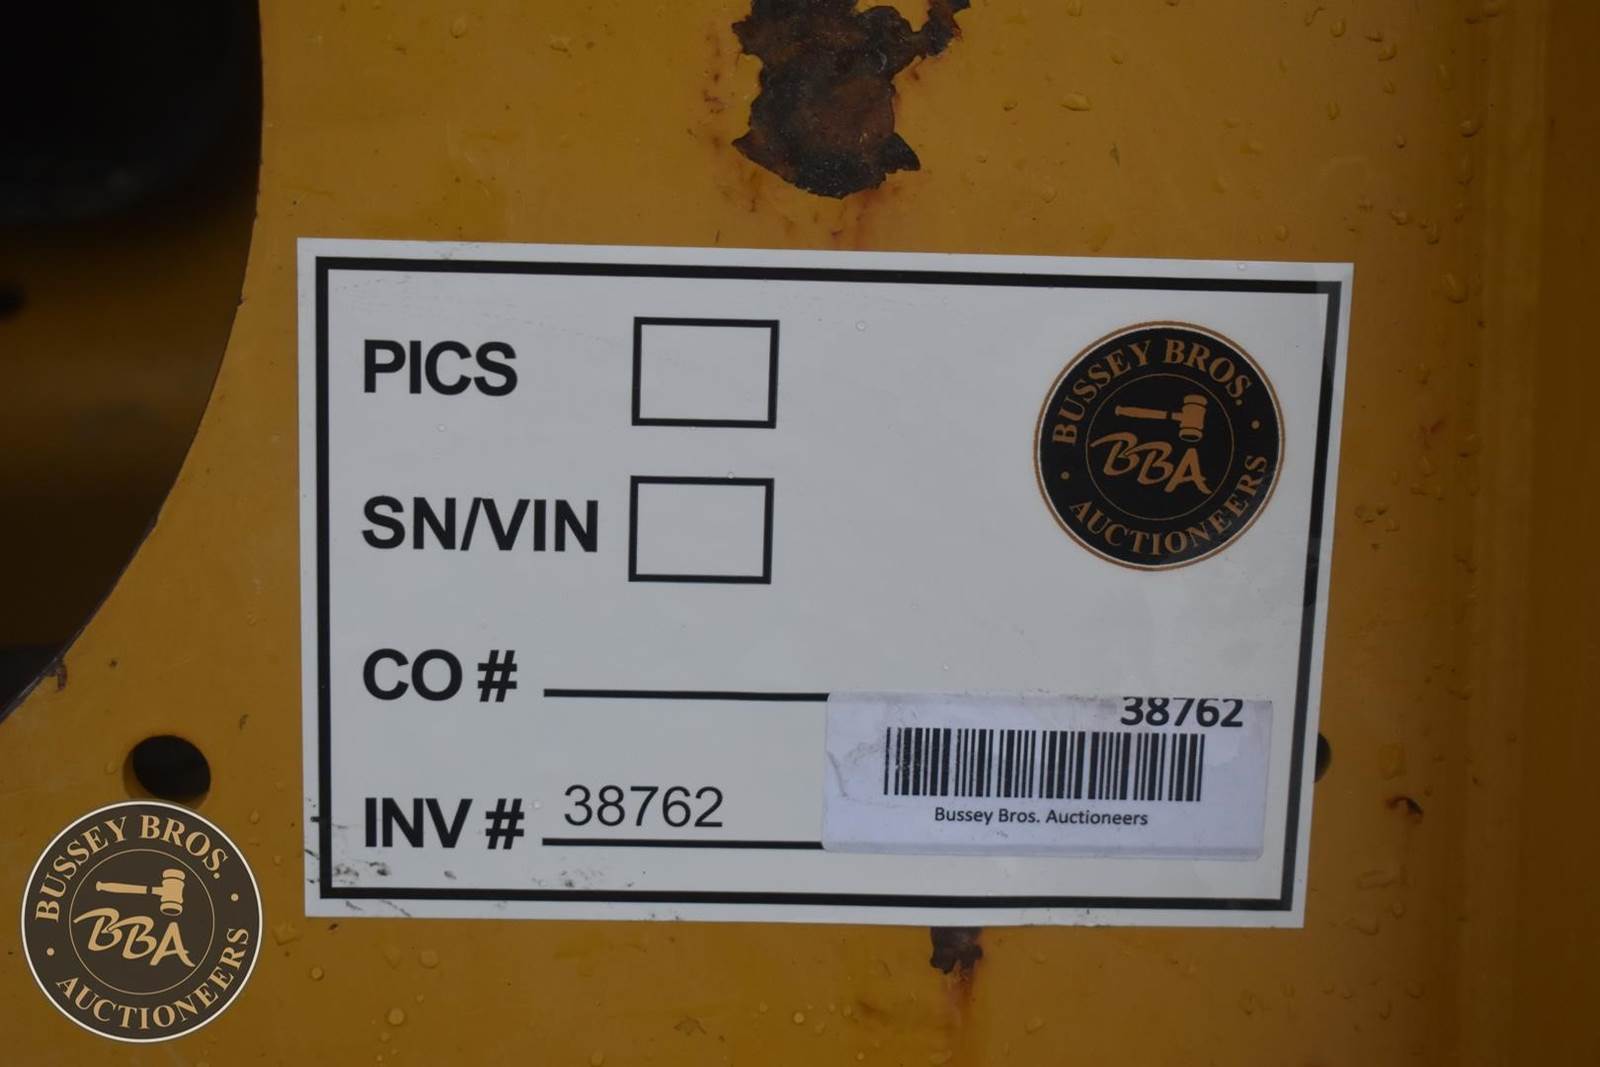 PICS
BUSSEY BROS.
BBA
AUCTIONEERS
SN/VIN
CO #
38762
INV # 38762
Bussey Bros. Auctioneers
BUSSEY BROS.
BBA
AUCTIONEERS